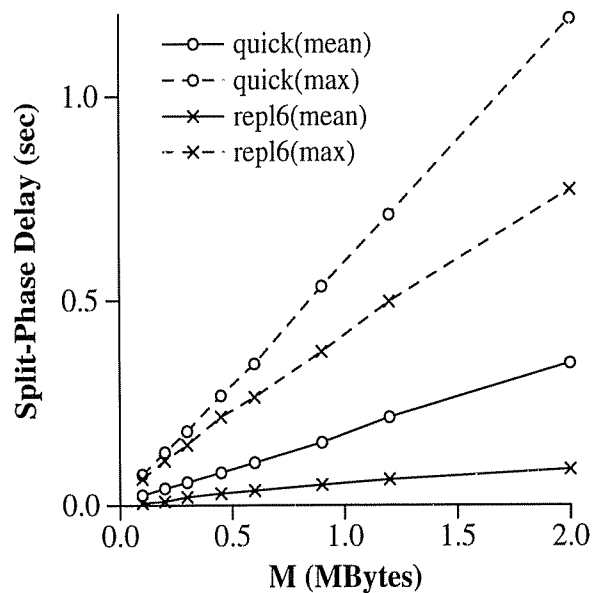 quick(mean)
quick(max)
repl6(mean)
repl6(max)
1.0
0.5
0.0
Split-Phase Delay (sec)
0.0 0.5 1.0 1.5 2.0
M (MBytes)